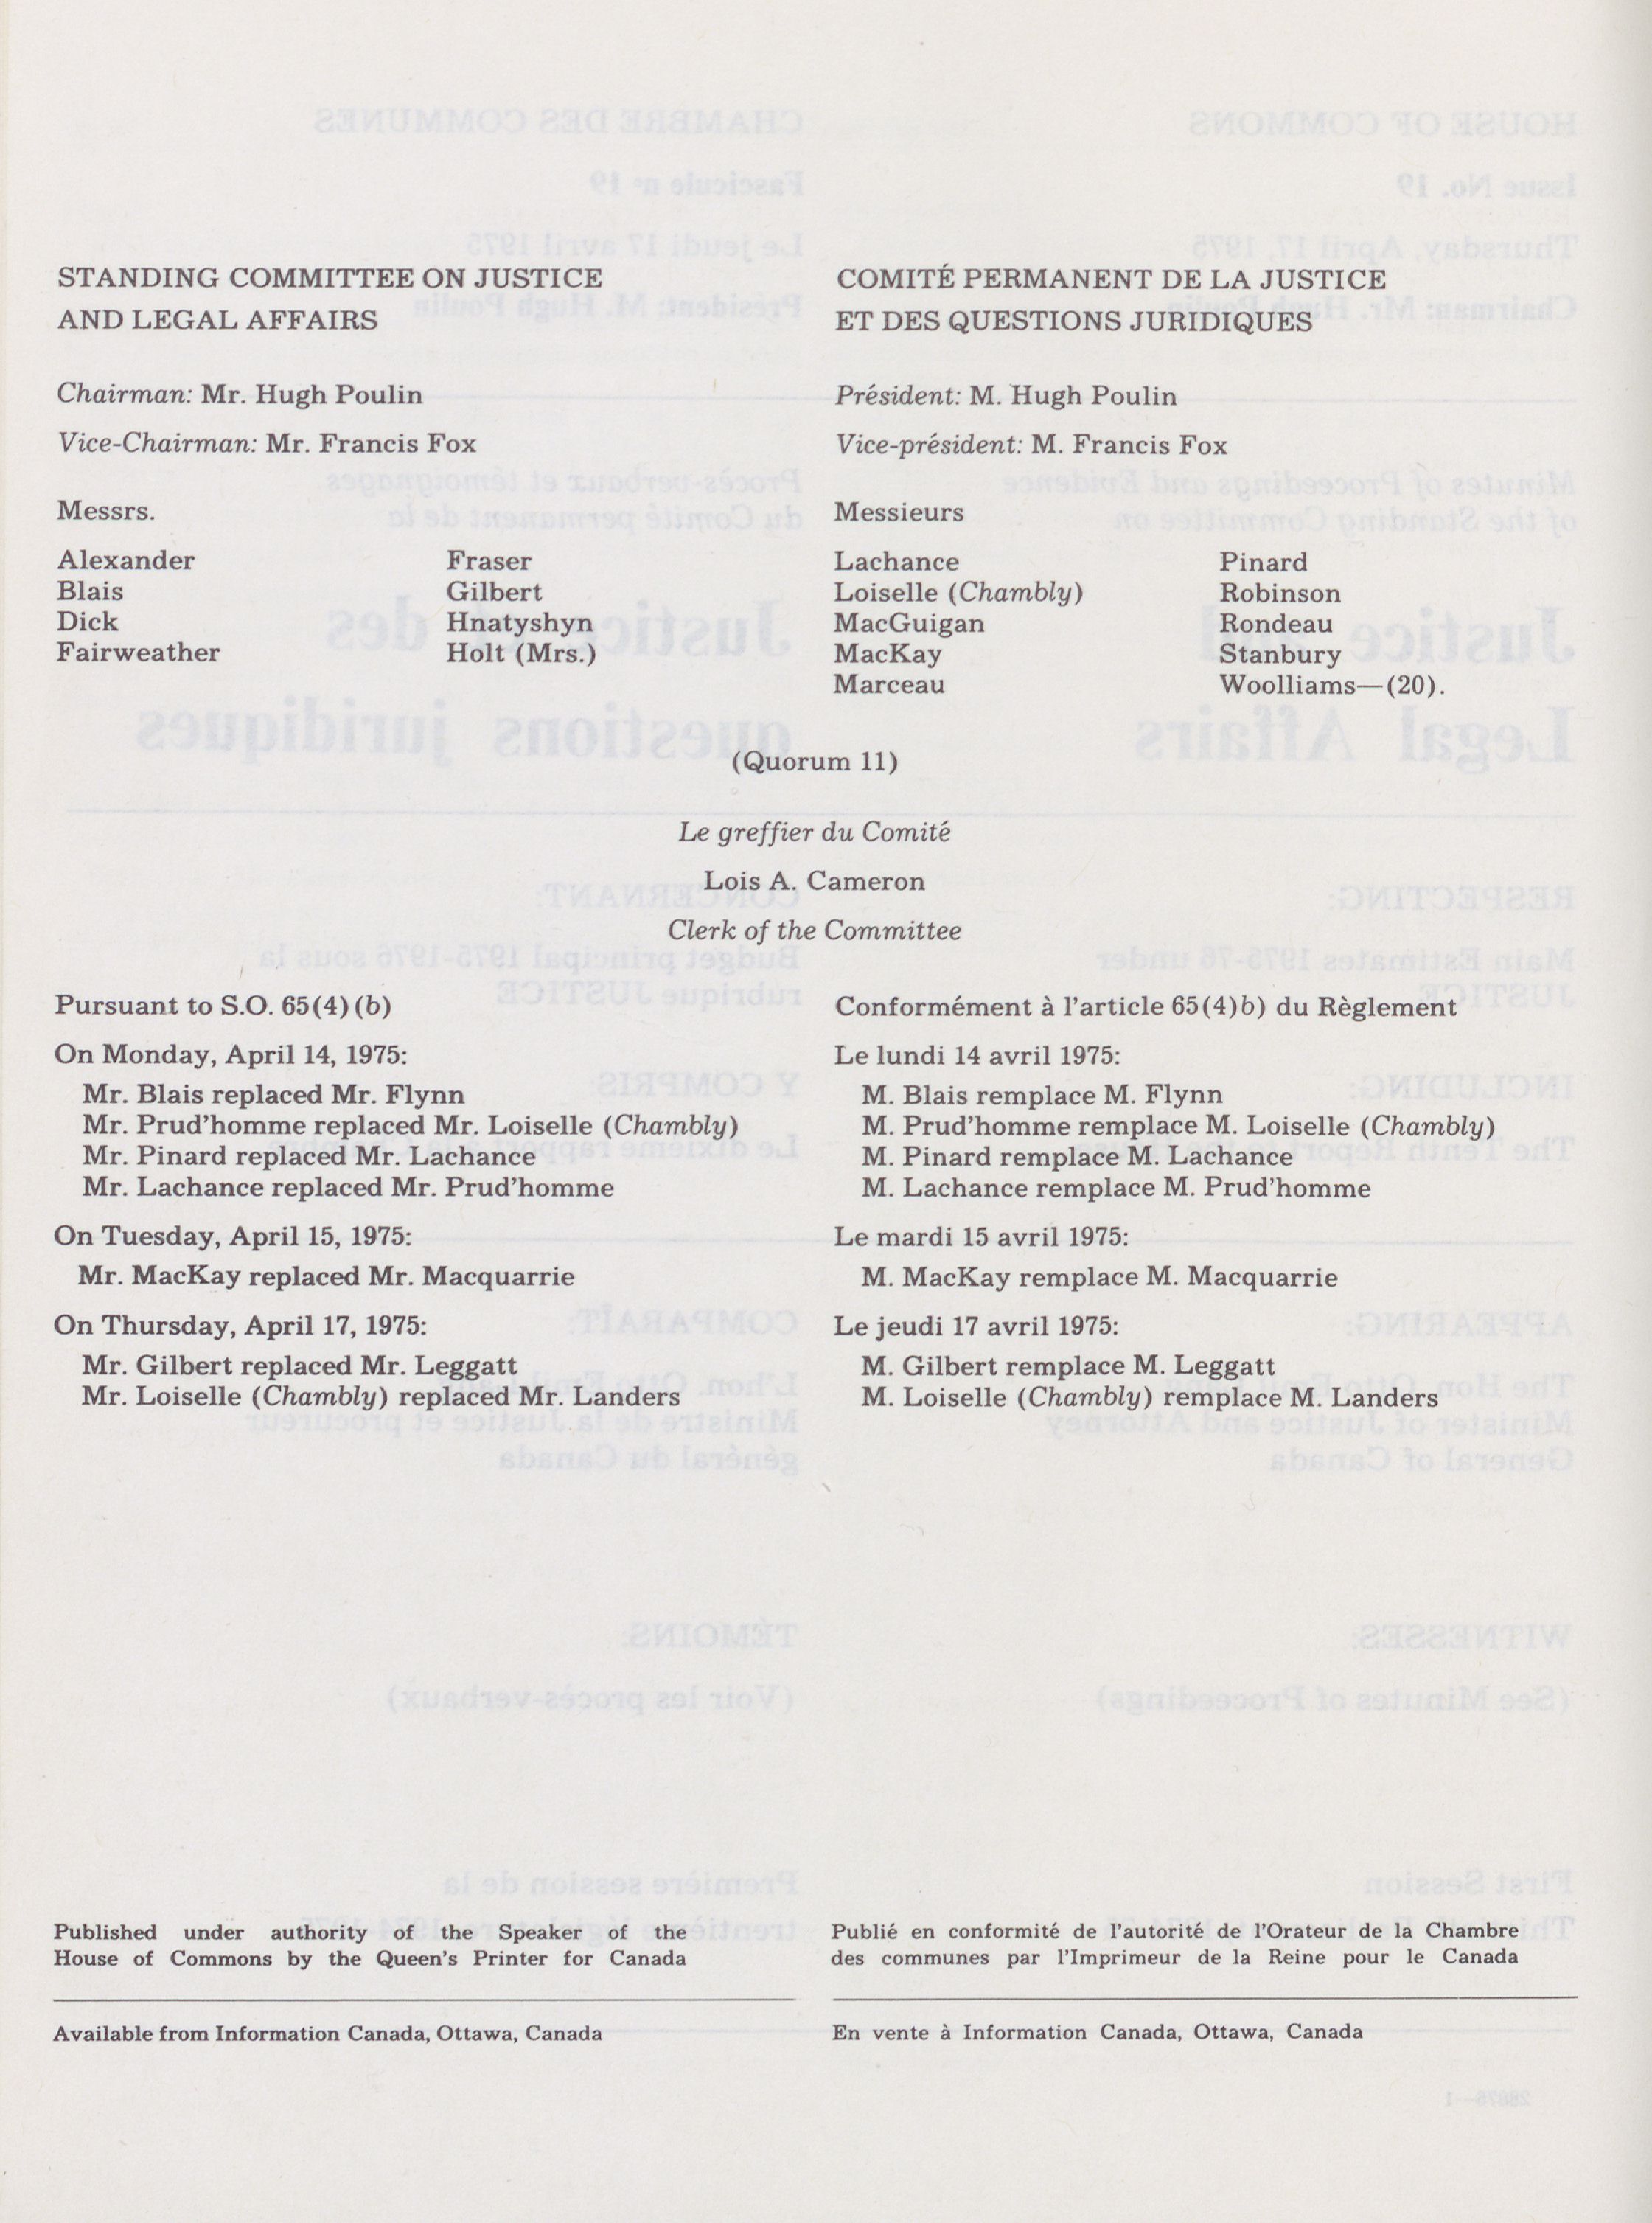 STANDING COMMITTEE ON JUSTICE
AND LEGAL AFFAIRS
Chairman: Mr. Hugh Poulin
Vice-Chairman: Mr. Francis Fox
Messrs.
Alexander
Blais
Dick
Fairweather
Fraser
Gilbert
Hnatyshyn
Holt (Mrs.)
COMITÉ PERMANENT DE LA JUSTICE
ET DES QUESTIONS JURIDIQUES
Président: M. Hugh Poulin
Vice-président: M. Francis Fox
Messieurs
Lachance
Loiselle (Chambly)
MacGuigan
MacKay
Marceau
Pinard
Robinson
Rondeau
Stanbury
Woolliams—(20).
(Quorum 11)
Le greffier du Comité
Lois A. Cameron
Clerk of the Committee
Pursuant to S.O. 65(4)(b)
On Monday, April 14, 1975:
Mr. Blais replaced Mr. Flynn
Mr. Prud'homme replaced Mr. Loiselle (Chambly)
Mr. Pinard replaced Mr. Lachance
Mr. Lachance replaced Mr. Prud'homme
On Tuesday, April 15, 1975:
Mr. MacKay replaced Mr. Macquarrie
On Thursday, April 17, 1975:
Mr. Gilbert replaced Mr. Leggatt
Mr. Loiselle (Chambly) replaced Mr. Landers
Conformément à l'article 65(4)b) du Règlement
Le lundi 14 avril 1975:
M. Blais remplace M. Flynn
M. Prud'homme remplace M. Loiselle (Chambly)
M. Pinard remplace M. Lachance
M. Lachance remplace M. Prud'homme
Le mardi 15 avril 1975:
M. MacKay remplace M. Macquarrie
Le jeudi 17 avril 1975:
M. Gilbert remplace M. Leggatt
M. Loiselle (Chambly) remplace M. Landers
Published under authority of the Speaker of the
House of Commons by the Queen's Printer for Canada
Available from Information Canada, Ottawa, Canada
Publié en conformité de l'autorité de l'Orateur de la Chambre
des communes par l'Imprimeur de la Reine pour le Canada
En vente à Information Canada, Ottawa, Canada